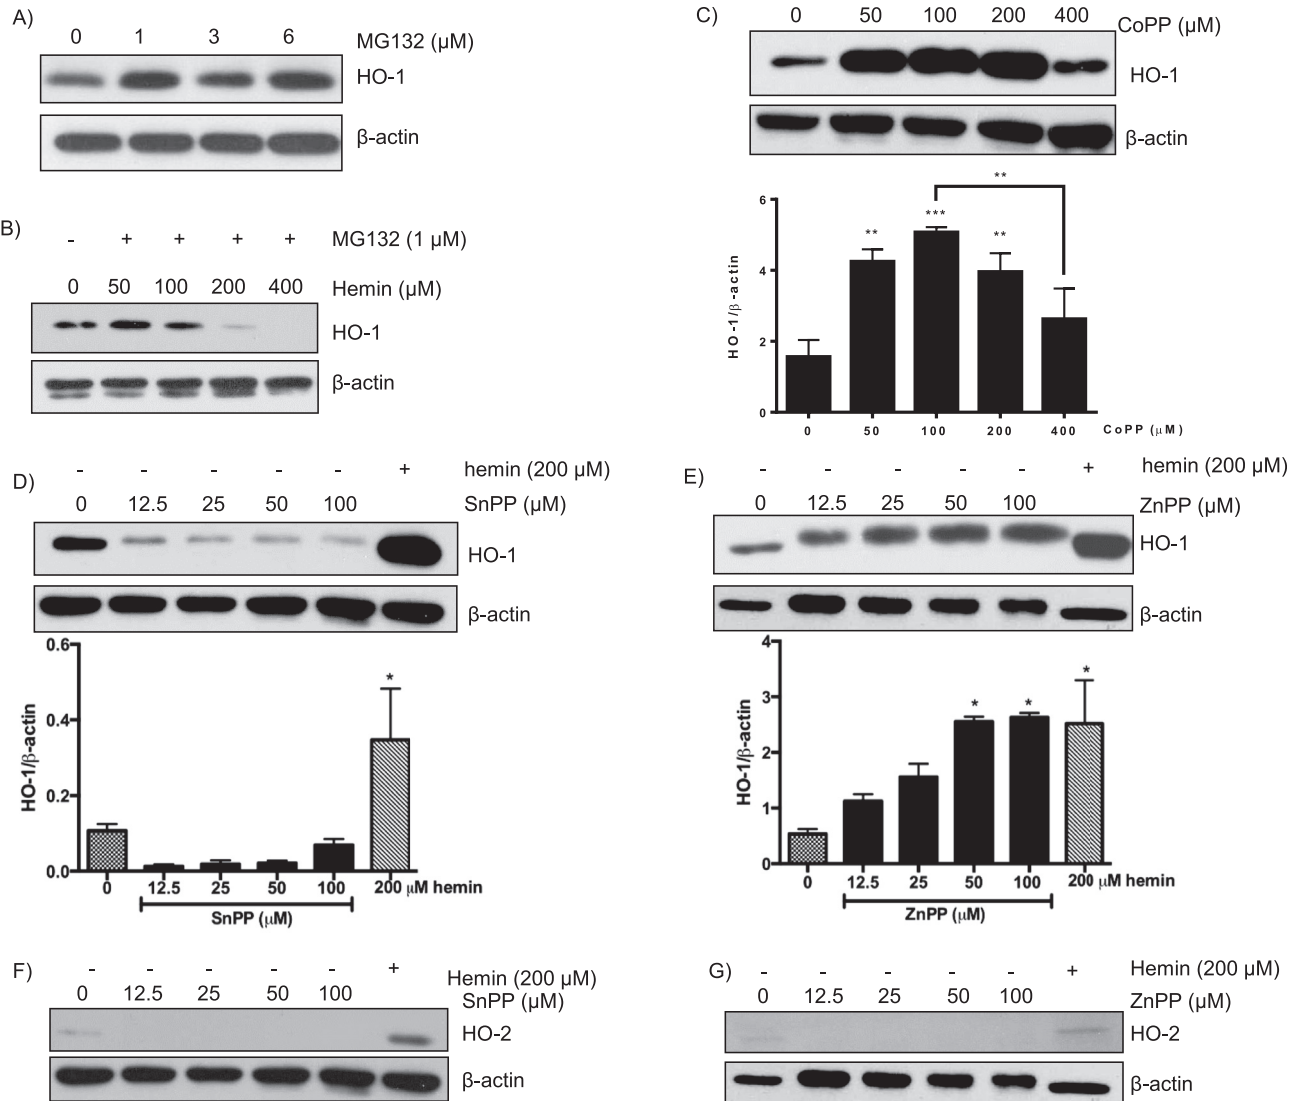 A)
0 1 3 6 MG132 (μM)
HO-1
β-actin
B)
- + + + + MG132 (1 μM)
0 50 100 200 400 Hemin (μM)
HO-1
β-actin
C)
0 50 100 200 400 CoPP (μM)
HO-1
β-actin
**
6
4
2
0
HO-1/β-actin
** *** **
0 50 100 200 400 CoPP (μM)
D)
- - - - - + hemin (200 μM)
0 12.5 25 50 100 SnPP (μM)
HO-1
β-actin
0.6
0.4
0.2
0.0
HO-1/β-actin
*
0 12.5 25 50 100 200 μM hemin
SnPP (μM)
E)
- - - - - + hemin (200 μM)
0 12.5 25 50 100 ZnPP (μM)
HO-1
β-actin
4
3
2
1
0
HO-1/β-actin
* * *
0 12.5 25 50 100 200 μM hemin
ZnPP (μM)
F)
- - - - - + Hemin (200 μM)
0 12.5 25 50 100 SnPP (μM)
HO-2
β-actin
G)
- - - - - + Hemin (200 μM)
0 12.5 25 50 100 ZnPP (μM)
HO-2
β-actin